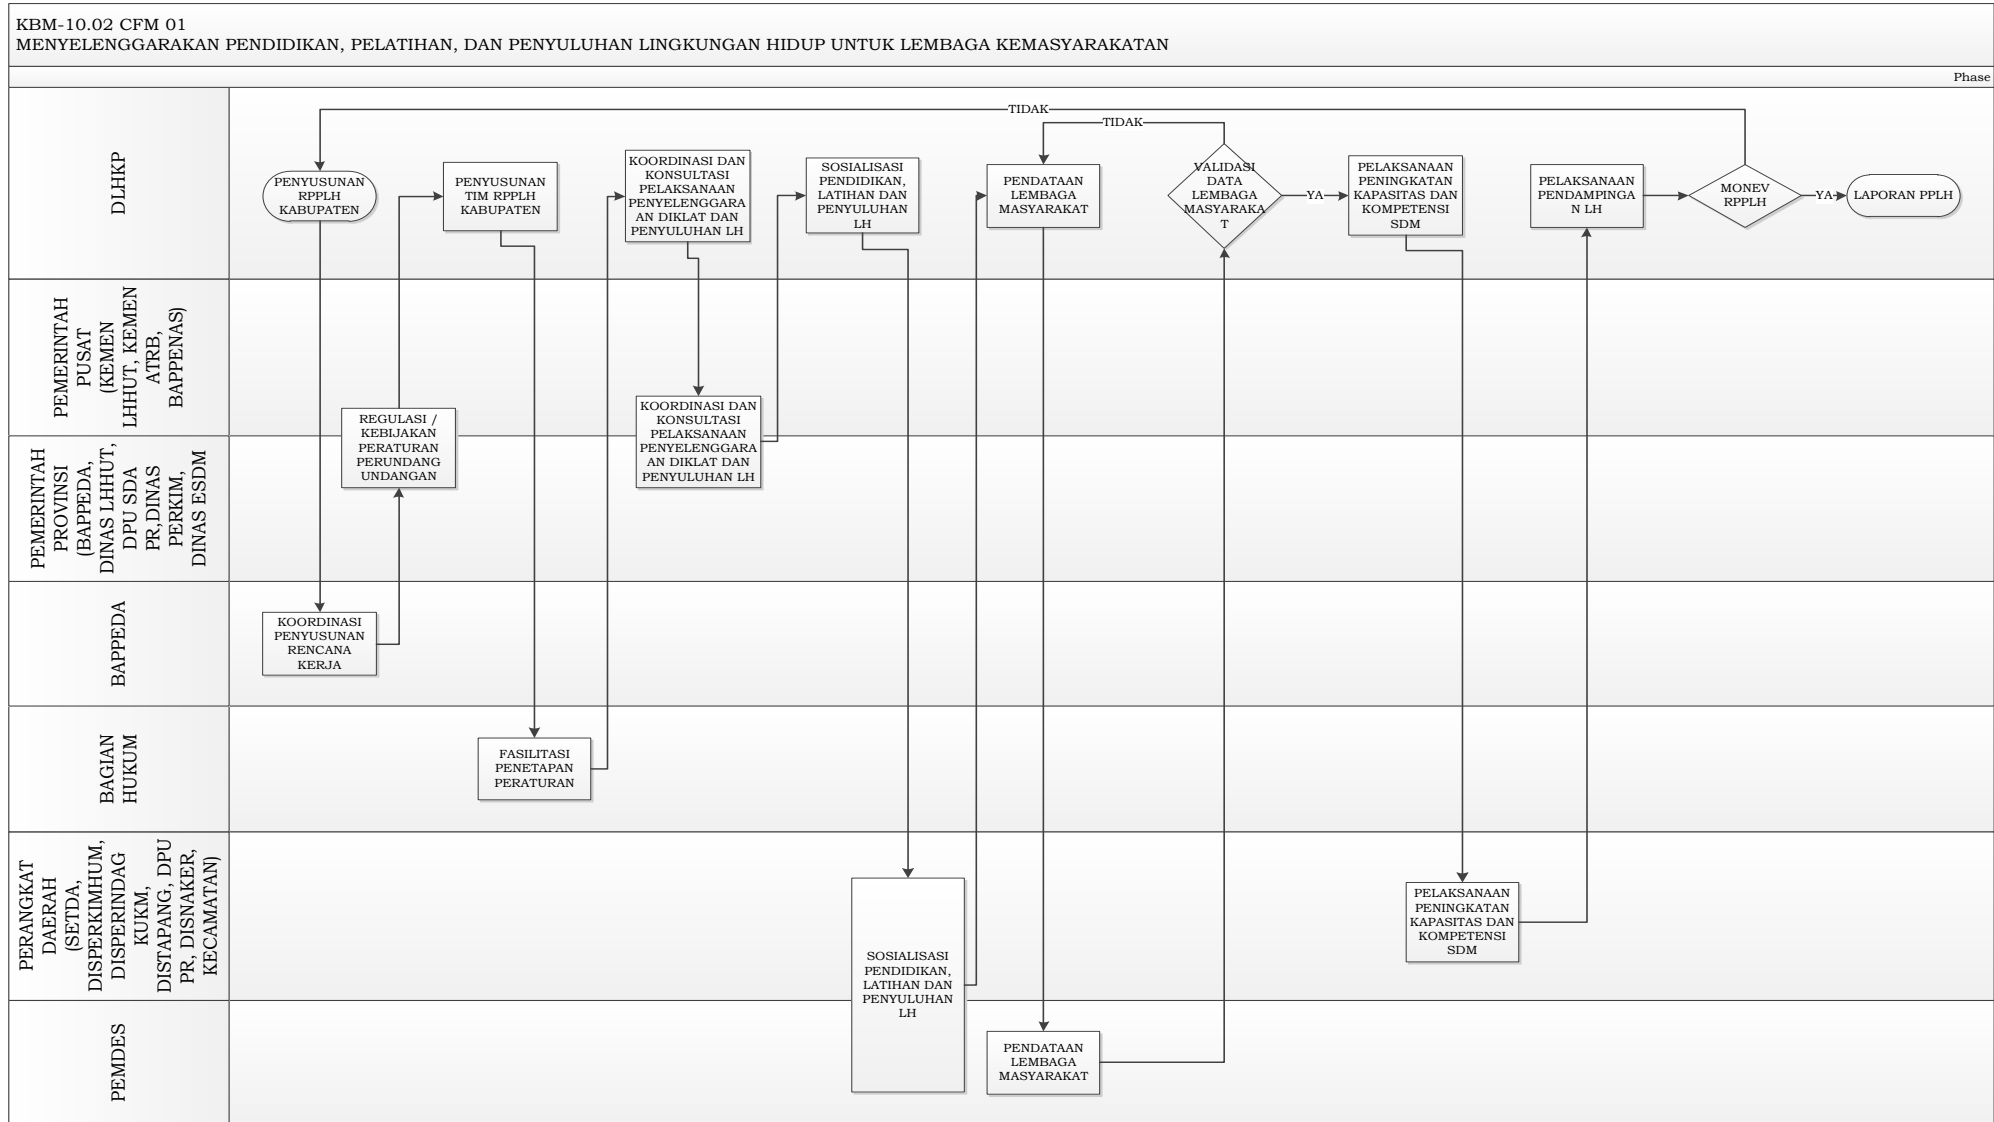 KBM-10.02 CFM 01
MENYELENGGARAKAN PENDIDIKAN, PELATIHAN, DAN PENYULUHAN LINGKUNGAN HIDUP UNTUK LEMBAGA KEMASYARAKATAN
Phase
DLHKP
TIDAK
TIDAK
PENYUSUNAN
RPPLH
KABUPATEN
PENYUSUNAN
TIM RPPLH
KABUPATEN
KOORDINASI DAN
KONSULTASI
PELAKSANAAN
PENYELENGGARA
AN DIKLAT DAN
PENYULUHAN LH
SOSIALISASI
PENDIDIKAN,
LATIHAN DAN
PENYULUHAN
LH
PENDATAAN
LEMBAGA
MASYARAKAT
VALIDASI
DATA
LEMBAGA
MASYARAKA
T
YA
PELAKSANAAN
PENINGKATAN
KAPASITAS DAN
KOMPETENSI
SDM
PELAKSANAAN
PENDAMPINGA
N LH
MONEV
RPPLH
YA
LAPORAN PPLH
PEMERINTAH
PUSAT
(KEMEN
LHHUT, KEMEN
ATRB,
BAPPENAS)
REGULASI /
KEBIJAKAN
PERATURAN
PERUNDANG
UNDANGAN
KOORDINASI DAN
KONSULTASI
PELAKSANAAN
PENYELENGGARA
AN DIKLAT DAN
PENYULUHAN LH
PEMERINTAH
PROVINSI
(BAPPEDA,
DINAS LHHUT,
DPU SDA
PR,DINAS
PERKIM,
DINAS ESDM
BAPPEDA
KOORDINASI
PENYUSUNAN
RENCANA
KERJA
BAGIAN
HUKUM
FASILITASI
PENETAPAN
PERATURAN
PERANGKAT
DAERAH
(SETDA,
DISPERKIMHUM,
DISPERINDAG
KUKM,
DISTAPANG, DPU
PR, DISNAKER,
KECAMATAN)
SOSIALISASI
PENDIDIKAN,
LATIHAN DAN
PENYULUHAN
LH
PELAKSANAAN
PENINGKATAN
KAPASITAS DAN
KOMPETENSI
SDM
PEMDES
PENDATAAN
LEMBAGA
MASYARAKAT